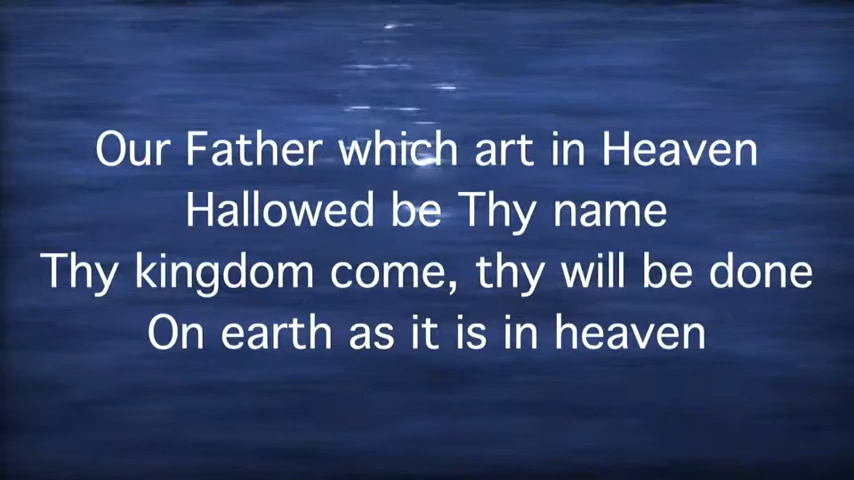 Our Father which art in Heaven
Hallowed be Thy name
Thy kingdom come, thy will be done
On earth as it is in heaven